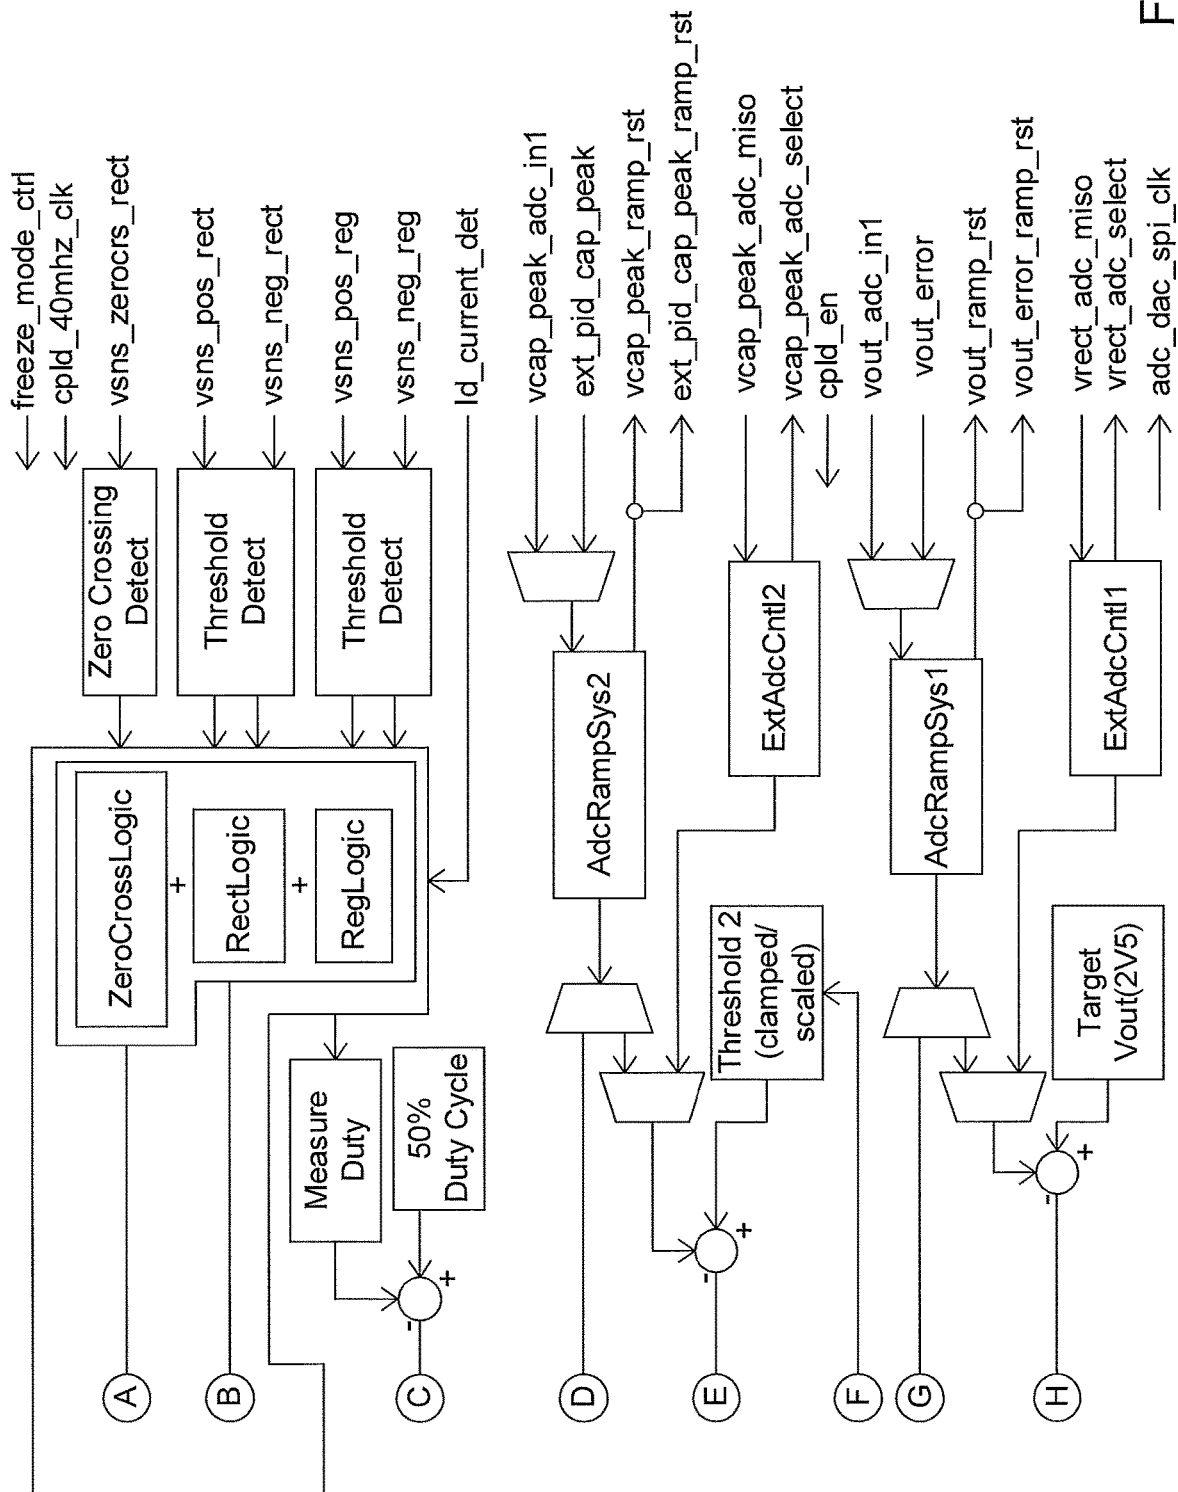 freeze_mode_ctrl
cpld_40mhz_clk
vsns_zerocrs_rect
vsns_pos_rect
vsns_neg_rect
vsns_pos_reg
vsns_neg_reg
ld_current_det
vcap_peak_adc_in1
ext_pid_cap_peak
vcap_peak_ramp_rst
ext_pid_cap_peak_ramp_rst
vcap_peak_adc_miso
vcap_peak_adc_select
cpld_en
vout_adc_in1
vout_error
vout_ramp_rst
vout_error_ramp_rst
vrect_adc_miso
vrect_adc_select
adc_dac_spi_clk
F
Zero Crossing
Detect
Threshold
Detect
Threshold
Detect
ZeroCrossLogic
+
RectLogic
+
RegLogic
Measure
Duty
50%
Duty Cycle
+
-
AdcRampSys2
ExtAdcCntl2
Threshold 2
(clamped/
scaled)
+
-
AdcRampSys1
ExtAdcCntl1
Target
Vout(2V5)
+
-
A
B
C
D
E
F
G
H